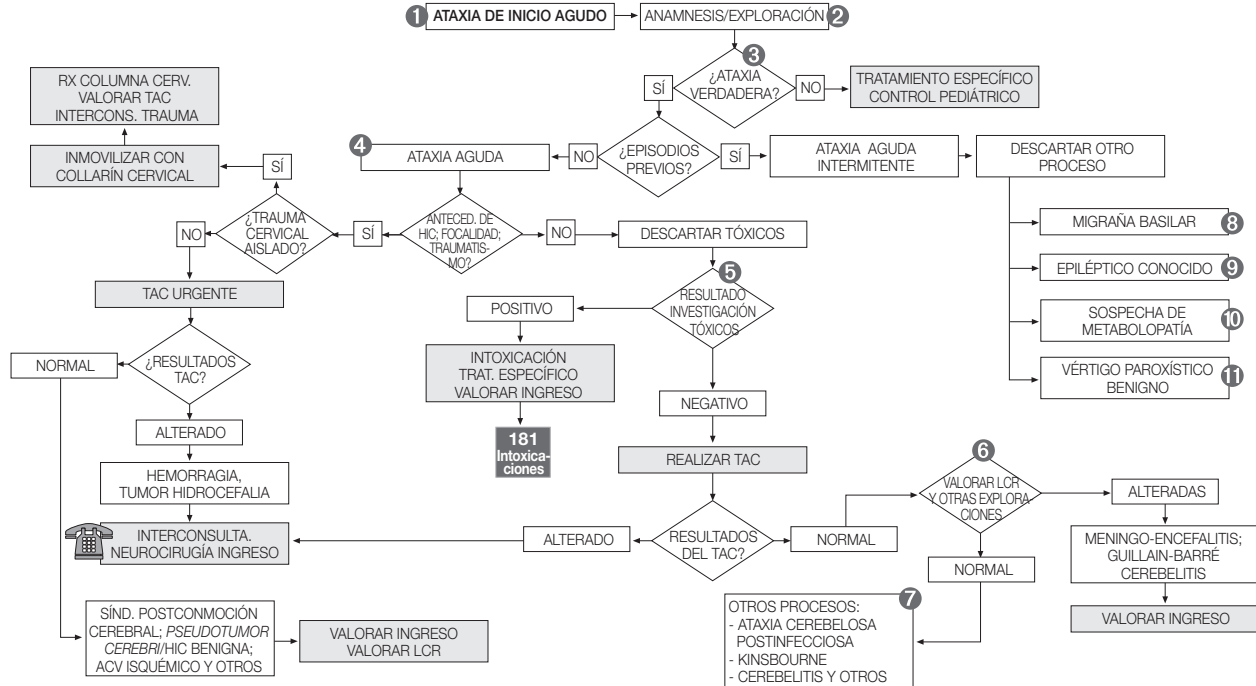 1 ATAXIA DE INICIO AGUDO
ANAMNESIS/EXPLORACIÓN 2
3
¿ATAXIA
VERDADERA?
SÍ
NO
TRATAMIENTO ESPECÍFICO
CONTROL PEDIÁTRICO
RX COLUMNA CERV.
VALORAR TAC
INTERCONS. TRAUMA
INMOVILIZAR CON
COLLARÍN CERVICAL
SÍ
4
ATAXIA AGUDA
NO
¿EPISODIOS
PREVIOS?
SÍ
ATAXIA AGUDA
INTERMITENTE
DESCARTAR OTRO
PROCESO
MIGRAÑA BASILAR 8
EPILÉPTICO CONOCIDO 9
SOSPECHA DE
METABOLOPATÍA
10
VÉRTIGO PAROXÍSTICO
BENIGNO
11
NO
¿TRAUMA
CERVICAL
AISLADO?
SÍ
ANTECED. DE
HIC; FOCALIDAD;
TRAUMATIS-
MO?
NO
DESCARTAR TÓXICOS
5
RESULTADO
INVESTIGACIÓN
TÓXICOS
POSITIVO
INTOXICACIÓN
TRAT. ESPECÍFICO
VALORAR INGRESO
181
Intoxica-
ciones
NEGATIVO
REALIZAR TAC
TAC URGENTE
¿RESULTADOS
TAC?
NORMAL
ALTERADO
HEMORRAGIA,
TUMOR HIDROCEFALIA
INTERCONSULTA.
NEUROCIRUGÍA INGRESO
ALTERADO
RESULTADOS
DEL TAC?
NORMAL
6
VALORAR LCR
Y OTRAS EXPLORA-
CIONES
ALTERADAS
MENINGO-ENCEFALITIS;
GUILLAIN-BARRÉ
CEREBELITIS
VALORAR INGRESO
NORMAL
7
OTROS PROCESOS:
- ATAXIA CEREBELOSA
POSTINFECCIOSA
- KINSBOURNE
- CEREBELITIS Y OTROS
SÍND. POSTCONMOCIÓN
CEREBRAL; PSEUDOTUMOR
CEREBRI/HIC BENIGNA;
ACV ISQUÉMICO Y OTROS
VALORAR INGRESO
VALORAR LCR